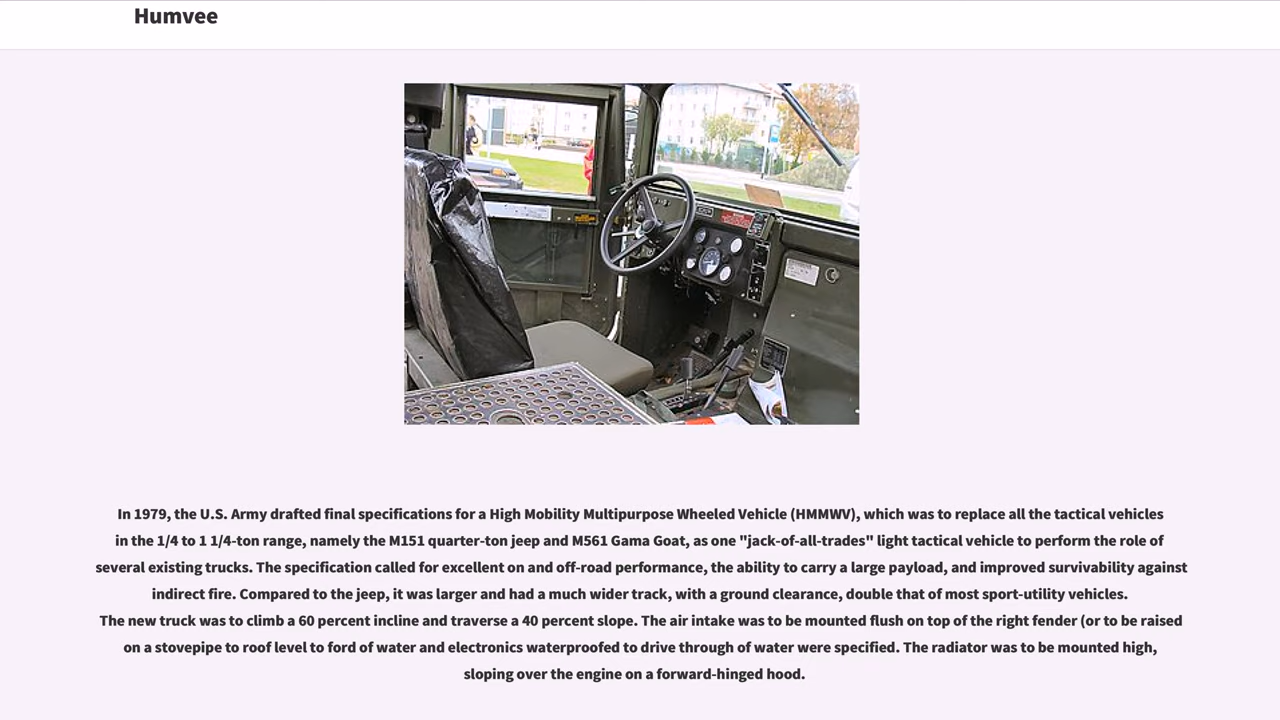 Humvee
In 1979, the U.S. Army drafted final specifications for a High Mobility Multipurpose Wheeled Vehicle (HMMWV), which was to replace all the tactical vehicles
in the 1/4 to 1 1/4-ton range, namely the M151 quarter-ton jeep and M561 Gama Goat, as one "jack-of-all-trades" light tactical vehicle to perform the role of
several existing trucks. The specification called for excellent on and off-road performance, the ability to carry a large payload, and improved survivability against
indirect fire. Compared to the jeep, it was larger and had a much wider track, with a ground clearance, double that of most sport-utility vehicles.
The new truck was to climb a 60 percent incline and traverse a 40 percent slope. The air intake was to be mounted flush on top of the right fender (or to be raised
on a stovepipe to roof level to ford of water and electronics waterproofed to drive through of water were specified. The radiator was to be mounted high,
sloping over the engine on a forward-hinged hood.